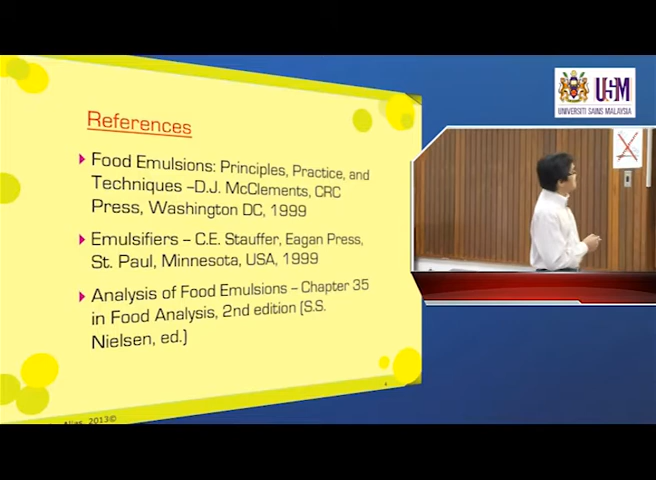 References
Food Emulsions: Principles, Practice, and
Techniques –D.J. McClements, CRC
Press, Washington DC, 1999
Emulsifiers – C.E. Stauffer, Eagan Press,
St. Paul, Minnesota, USA, 1999
Analysis of Food Emulsions – Chapter 35
in Food Analysis, 2nd edition (S.S.
Nielsen, ed.)
Alias, 2013©
USM
UNIVERSITI SAINS MALAYSIA